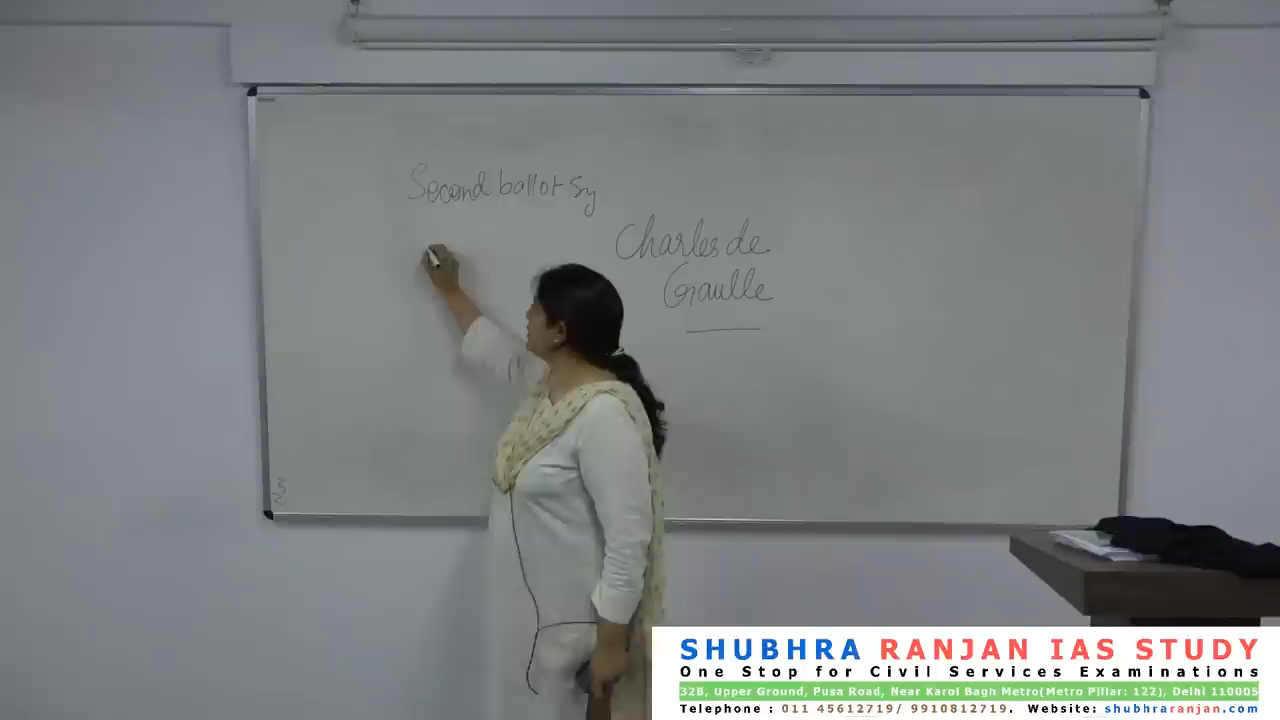 Second ballot Sy
Charles de
Gaulle
SHUBHRA RANJAN IAS STUDY
One Stop for Civil Services Examinations
32B, Upper Ground, Pusa Road, Near Karol Bagh Metro(Metro Pillar: 122), Delhi 110005
Telephone : 011 45612719/ 9910812719. Website: shubhraranjan.com